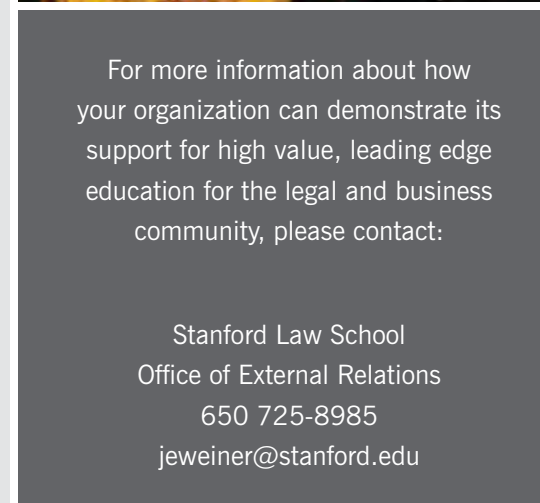 For more information about how
your organization can demonstrate its
support for high value, leading edge
education for the legal and business
community, please contact:
Stanford Law School
Office of External Relations
650 725-8985
jeweiner@stanford.edu